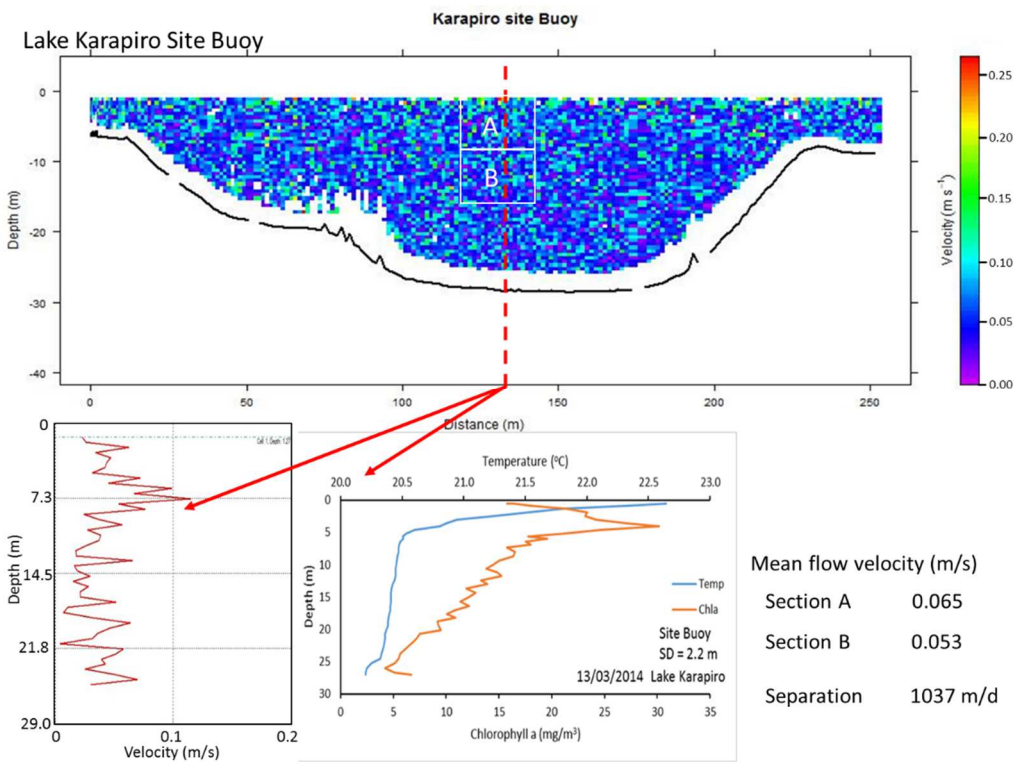 Karapiro site Buoy
Lake Karapiro Site Buoy
0
-10
-20
-30
-40
Depth (m)
A
B
0.25
0.20
0.15
0.10
0.05
0.00
Velocity (m s⁻¹)
0 50 100 150 200 250
Distance (m)
0
7.3
14.5
21.8
29.0
Depth (m)
0 0.1 0.2
Velocity (m/s)
Temperature (⁰C)
20.0 20.5 21.0 21.5 22.0 22.5 23.0
0
5
10
15
20
25
30
Depth (m)
Temp
Chla
Site Buoy
SD = 2.2 m
13/03/2014 Lake Karapiro
0 5 10 15 20 25 30 35
Chlorophyll a (mg/m³)
Mean flow velocity (m/s)
Section A 0.065
Section B 0.053
Separation 1037 m/d